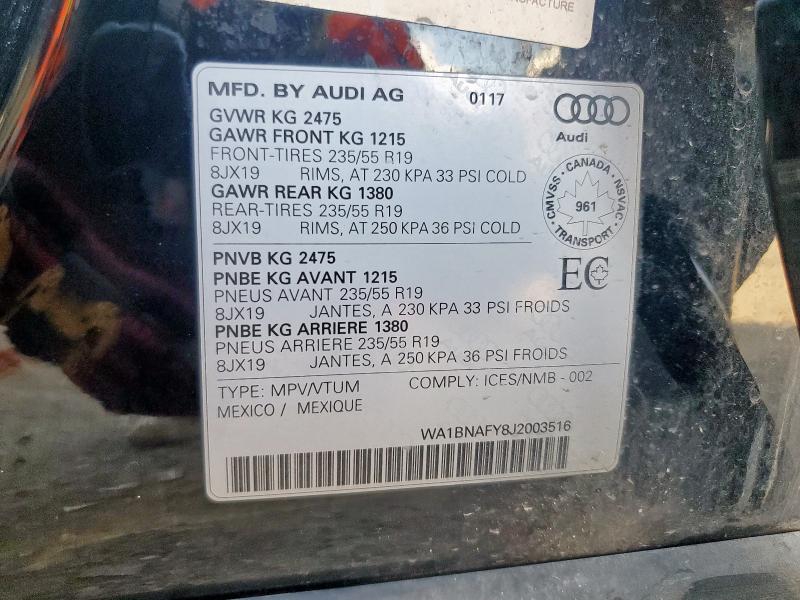 MANUFACTURE
MFD. BY AUDI AG 0117
Audi
GVWR KG 2475
GAWR FRONT KG 1215
FRONT-TIRES 235/55 R19
8JX19 RIMS, AT 230 KPA 33 PSI COLD
GAWR REAR KG 1380
REAR-TIRES 235/55 R19
8JX19 RIMS, AT 250 KPA 36 PSI COLD
CMVSS · CANADA · NSVAC · TRANSPORT ·
961
PNVB KG 2475
PNBE KG AVANT 1215
PNEUS AVANT 235/55 R19
8JX19 JANTES, A 230 KPA 33 PSI FROIDS
PNBE KG ARRIERE 1380
PNEUS ARRIERE 235/55 R19
8JX19 JANTES, A 250 KPA 36 PSI FROIDS
EC
TYPE: MPV/VTUM COMPLY: ICES/NMB - 002
MEXICO / MEXIQUE
WA1BNAFY8J2003516